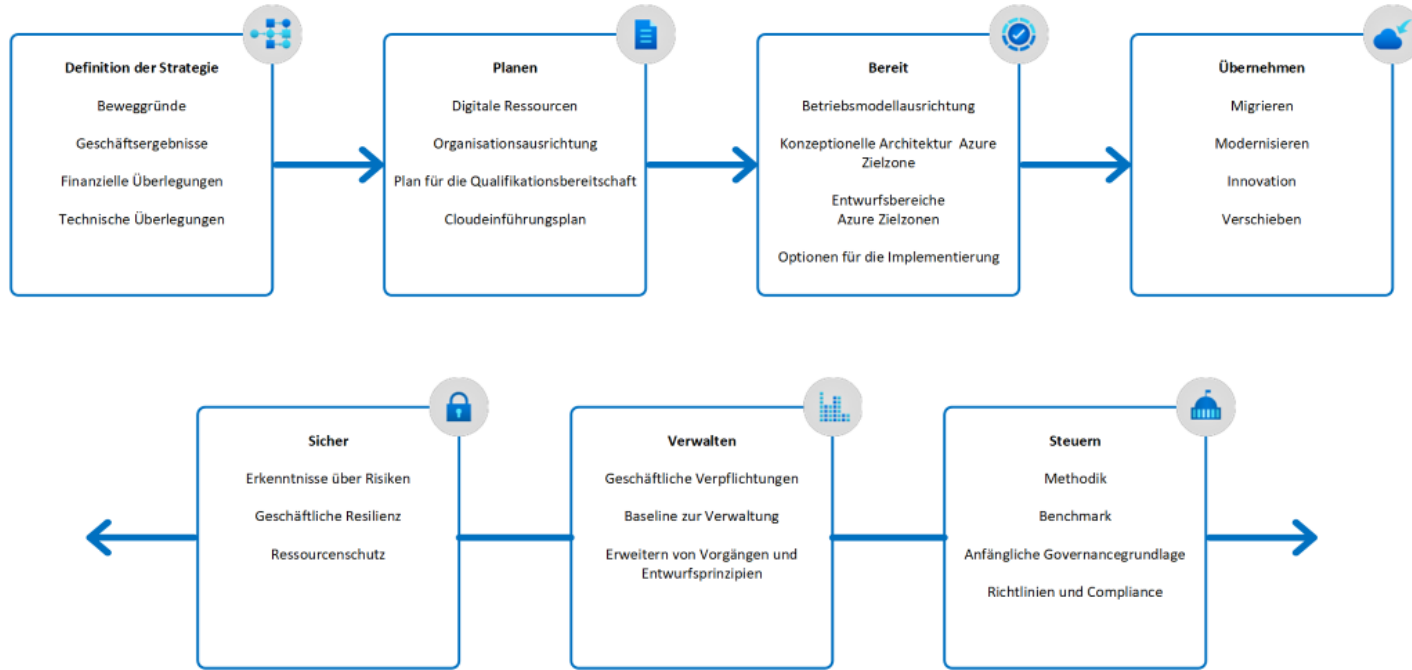 Definition der Strategie
Beweggründe
Geschäftsergebnisse
Finanzielle Überlegungen
Technische Überlegungen
Planen
Digitale Ressourcen
Organisationsausrichtung
Plan für die Qualifikationsbereitschaft
Cloudeinführungsplan
Bereit
Betriebsmodellausrichtung
Konzeptionelle Architektur Azure
Zielzone
Entwurfsbereiche
Azure Zielzonen
Optionen für die Implementierung
Übernehmen
Migrieren
Modernisieren
Innovation
Verschieben
Sicher
Erkenntnisse über Risiken
Geschäftliche Resilienz
Ressourcenschutz
Verwalten
Geschäftliche Verpflichtungen
Baseline zur Verwaltung
Erweitern von Vorgängen und
Entwurfsprinzipien
Steuern
Methodik
Benchmark
Anfängliche Governancegrundlage
Richtlinien und Compliance